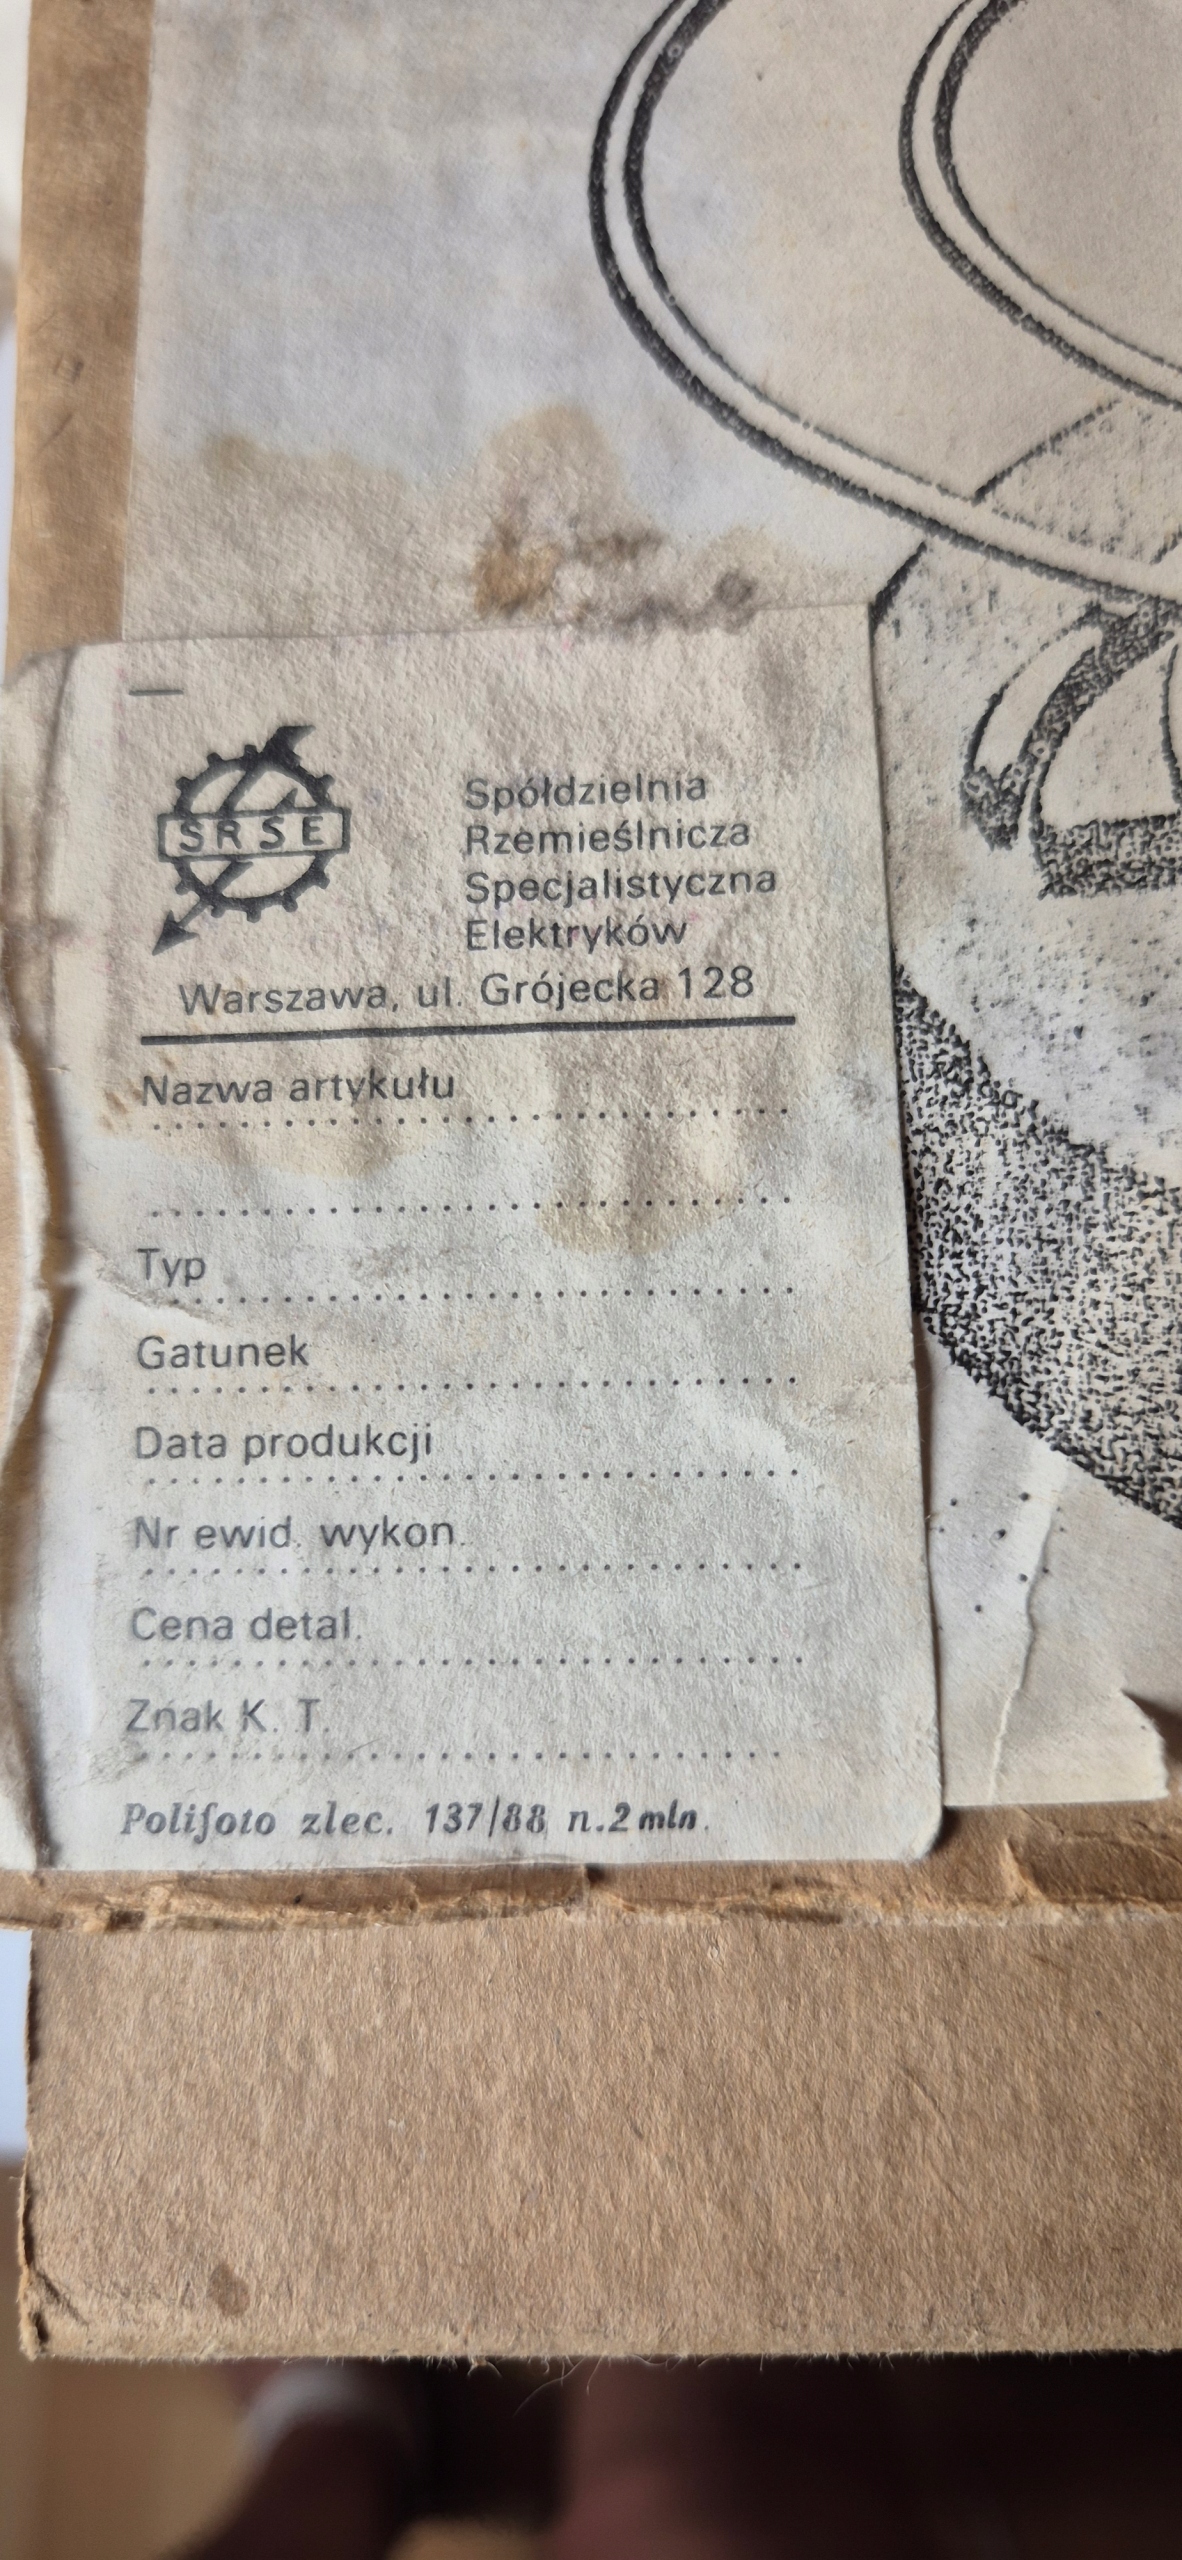 SRSE
Spółdzielnia
Rzemieślnicza
Specjalistyczna
Elektryków
Warszawa, ul. Grójecka 128
Nazwa artykułu
Typ
Gatunek
Data produkcji
Nr ewid. wykon.
Cena detal.
Znak K. T.
Polifoto zlec. 137/88 n.2 mln.